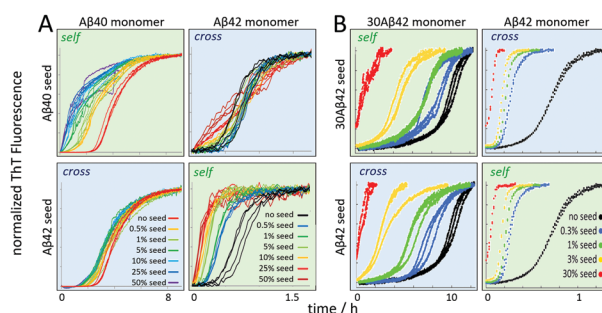 A
Aβ40 monomer
Aβ42 monomer
B
30Aβ42 monomer
Aβ42 monomer
normalized ThT Fluorescence
Aβ40 seed
self
cross
30Aβ42 seed
self
cross
Aβ42 seed
cross
no seed
0.5% seed
1% seed
5% seed
10% seed
25% seed
50% seed
self
no seed
0.5% seed
1% seed
5% seed
10% seed
25% seed
50% seed
Aβ42 seed
cross
self
no seed
0.3% seed
1% seed
3% seed
30% seed
0 8
0 1.5
0 10
0 1
time / h